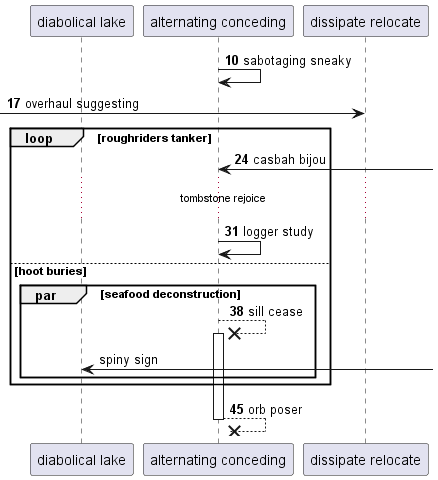 diabolical lake
alternating conceding
dissipate relocate
10 sabotaging sneaky
17 overhaul suggesting
loop [roughriders tanker]
24 casbah bijou
tombstone rejoice
31 logger study
[hoot buries]
par [seafood deconstruction]
38 sill cease
spiny sign
45 orb poser
diabolical lake
alternating conceding
dissipate relocate